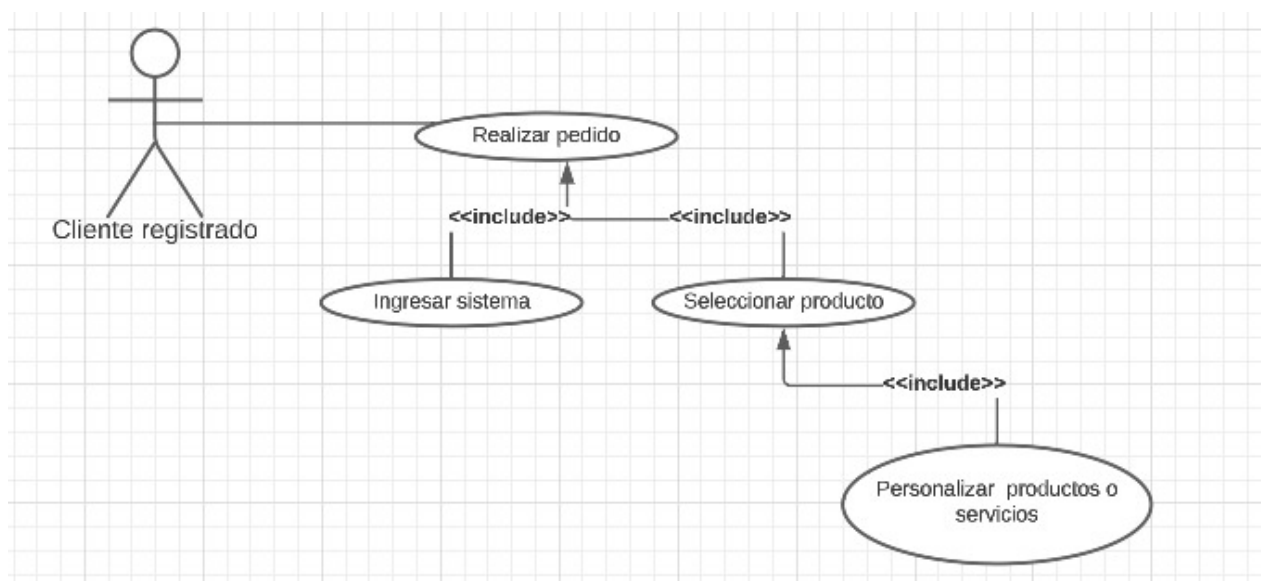 Realizar pedido
<<include>>
<<include>>
Cliente registrado
Ingresar sistema
Seleccionar producto
<<include>>
Personalizar productos o
servicios